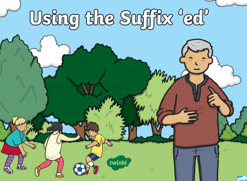 Using the Suffix 'ed'
twinkl